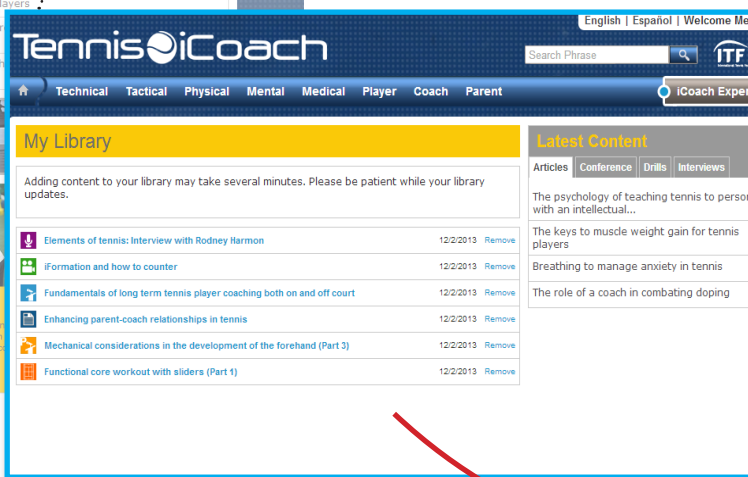 English | Español | Welcome Me
Tennis iCoach
Search Phrase
ITF
Technical Tactical Physical Mental Medical Player Coach Parent
iCoach Exper
My Library
Adding content to your library may take several minutes. Please be patient while your library
updates.
Elements of tennis: Interview with Rodney Harmon 12/2/2013 Remove
iFormation and how to counter 12/2/2013 Remove
Fundamentals of long term tennis player coaching both on and off court 12/2/2013 Remove
Enhancing parent-coach relationships in tennis 12/2/2013 Remove
Mechanical considerations in the development of the forehand (Part 3) 12/2/2013 Remove
Functional core workout with sliders (Part 1) 12/2/2013 Remove
Latest Content
Articles Conference Drills Interviews
The psychology of teaching tennis to person
with an intellectual...
The keys to muscle weight gain for tennis
players
Breathing to manage anxiety in tennis
The role of a coach in combating doping